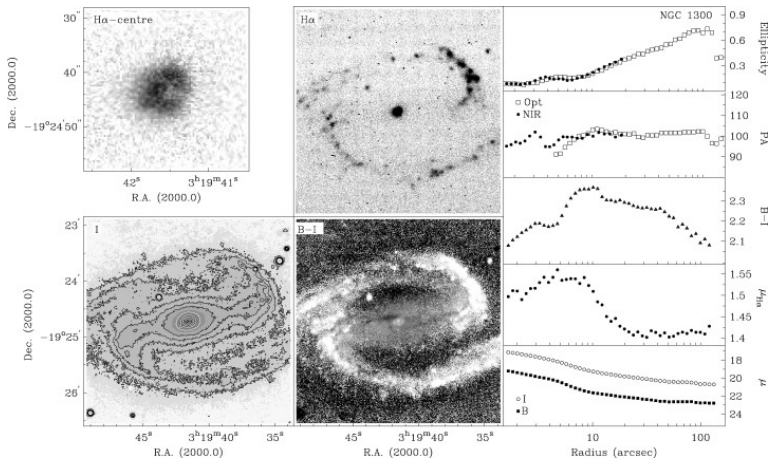 Hα-centre
Hα
NGC 1300
40″
−19°24′50″
Dec. (2000.0)
42ˢ
3ʰ19ᵐ41ˢ
R.A. (2000.0)
0.9
0.6
0.3
Ellipticity
□ Opt
• NIR
120
110
100
90
PA
2.3
2.2
2.1
B−I
I
B−I
23′
24′
−19°25′
26′
Dec. (2000.0)
45ˢ
3ʰ19ᵐ40ˢ
35ˢ
R.A. (2000.0)
45ˢ
3ʰ19ᵐ40ˢ
35ˢ
R.A. (2000.0)
1.55
1.5
1.45
1.4
μHα
18
20
22
24
μ
○ I
■ B
10
100
Radius (arcsec)